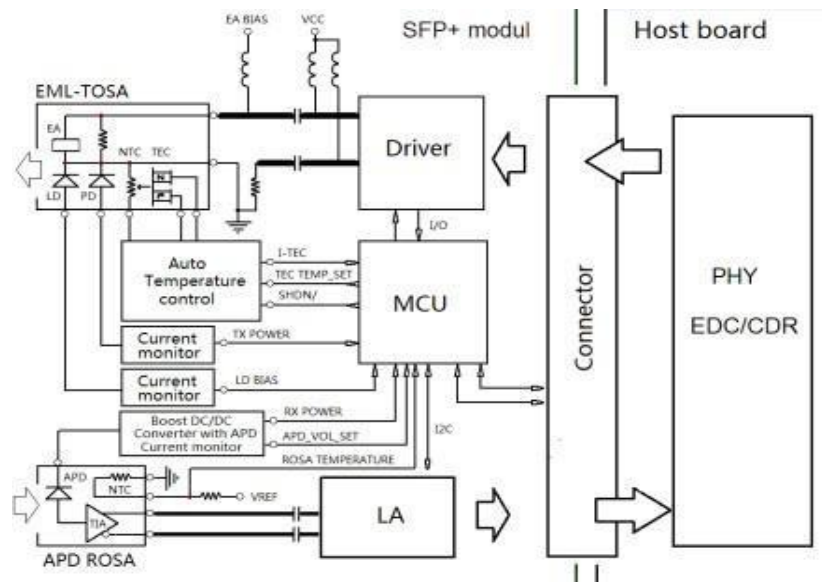 EA BIAS
VCC
SFP+ modul
Host board
EML-TOSA
EA
NTC TEC
N
P
LD
PD
Driver
I/O
Auto
Temperature
control
I-TEC
TEC TEMP_SET
SHDN/
MCU
Connector
PHY
EDC/CDR
Current
monitor
TX POWER
Current
monitor
LD BIAS
Boost DC/DC
Converter with APD
Current monitor
RX POWER
APD_VOL_SET
I2C
ROSA TEMPERATURE
APD
NTC
VREF
TIA
LA
APD ROSA